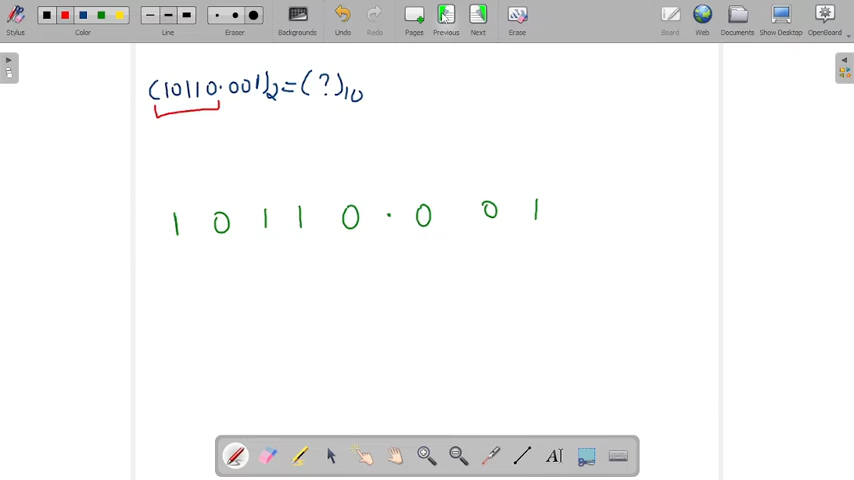 Stylus
Color
Line
Eraser
Backgrounds
Undo
Redo
Pages
Previous
Next
Erase
Board
Web
Documents
Show Desktop
OpenBoard
(10110.001)2=(?)10
1 0 1 1 0 . 0 0 1